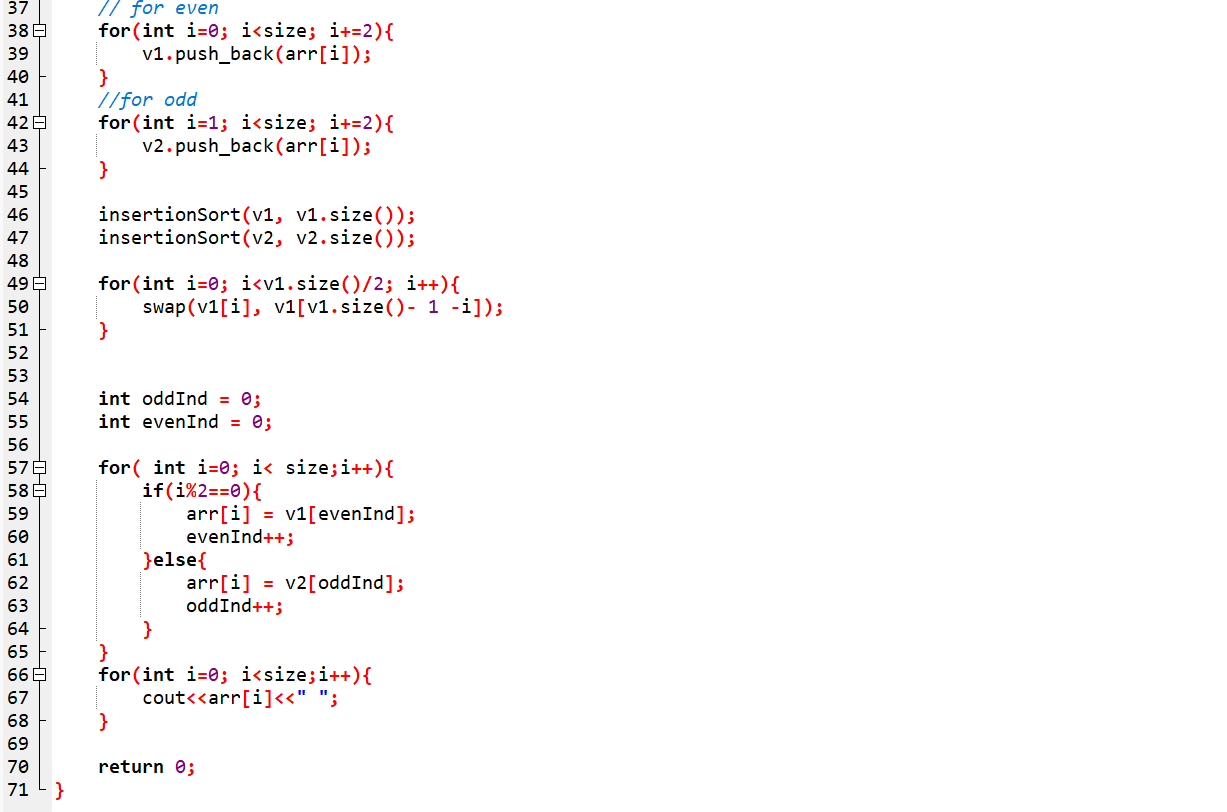 37 // for even
38 for(int i=0; i<size; i+=2){
39 v1.push_back(arr[i]);
40 }
41 //for odd
42 for(int i=1; i<size; i+=2){
43 v2.push_back(arr[i]);
44 }
45
46 insertionSort(v1, v1.size());
47 insertionSort(v2, v2.size());
48
49 for(int i=0; i<v1.size()/2; i++){
50 swap(v1[i], v1[v1.size()- 1 -i]);
51 }
52
53
54 int oddInd = 0;
55 int evenInd = 0;
56
57 for( int i=0; i< size;i++){
58 if(i%2==0){
59 arr[i] = v1[evenInd];
60 evenInd++;
61 }else{
62 arr[i] = v2[oddInd];
63 oddInd++;
64 }
65 }
66 for(int i=0; i<size;i++){
67 cout<<arr[i]<<" ";
68 }
69
70 return 0;
71 }